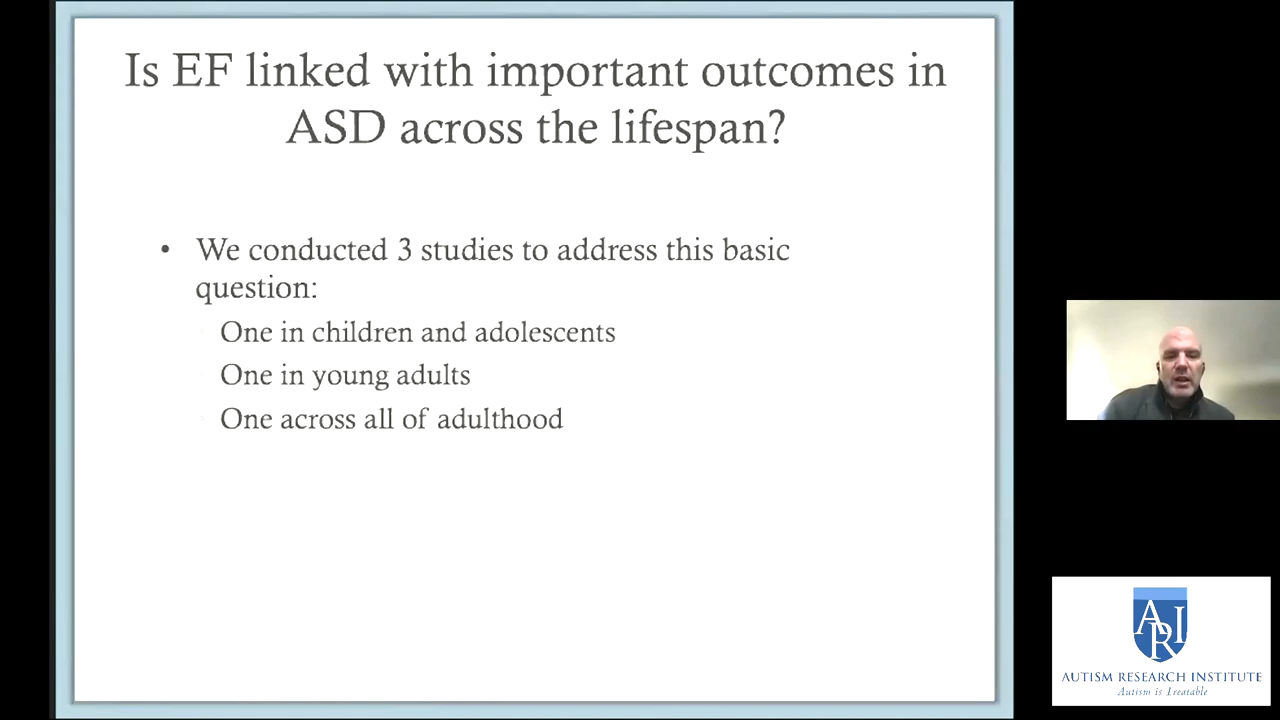 Is EF linked with important outcomes in
ASD across the lifespan?
• We conducted 3 studies to address this basic
question:
One in children and adolescents
One in young adults
One across all of adulthood
ARI
AUTISM RESEARCH INSTITUTE
Autism is Treatable